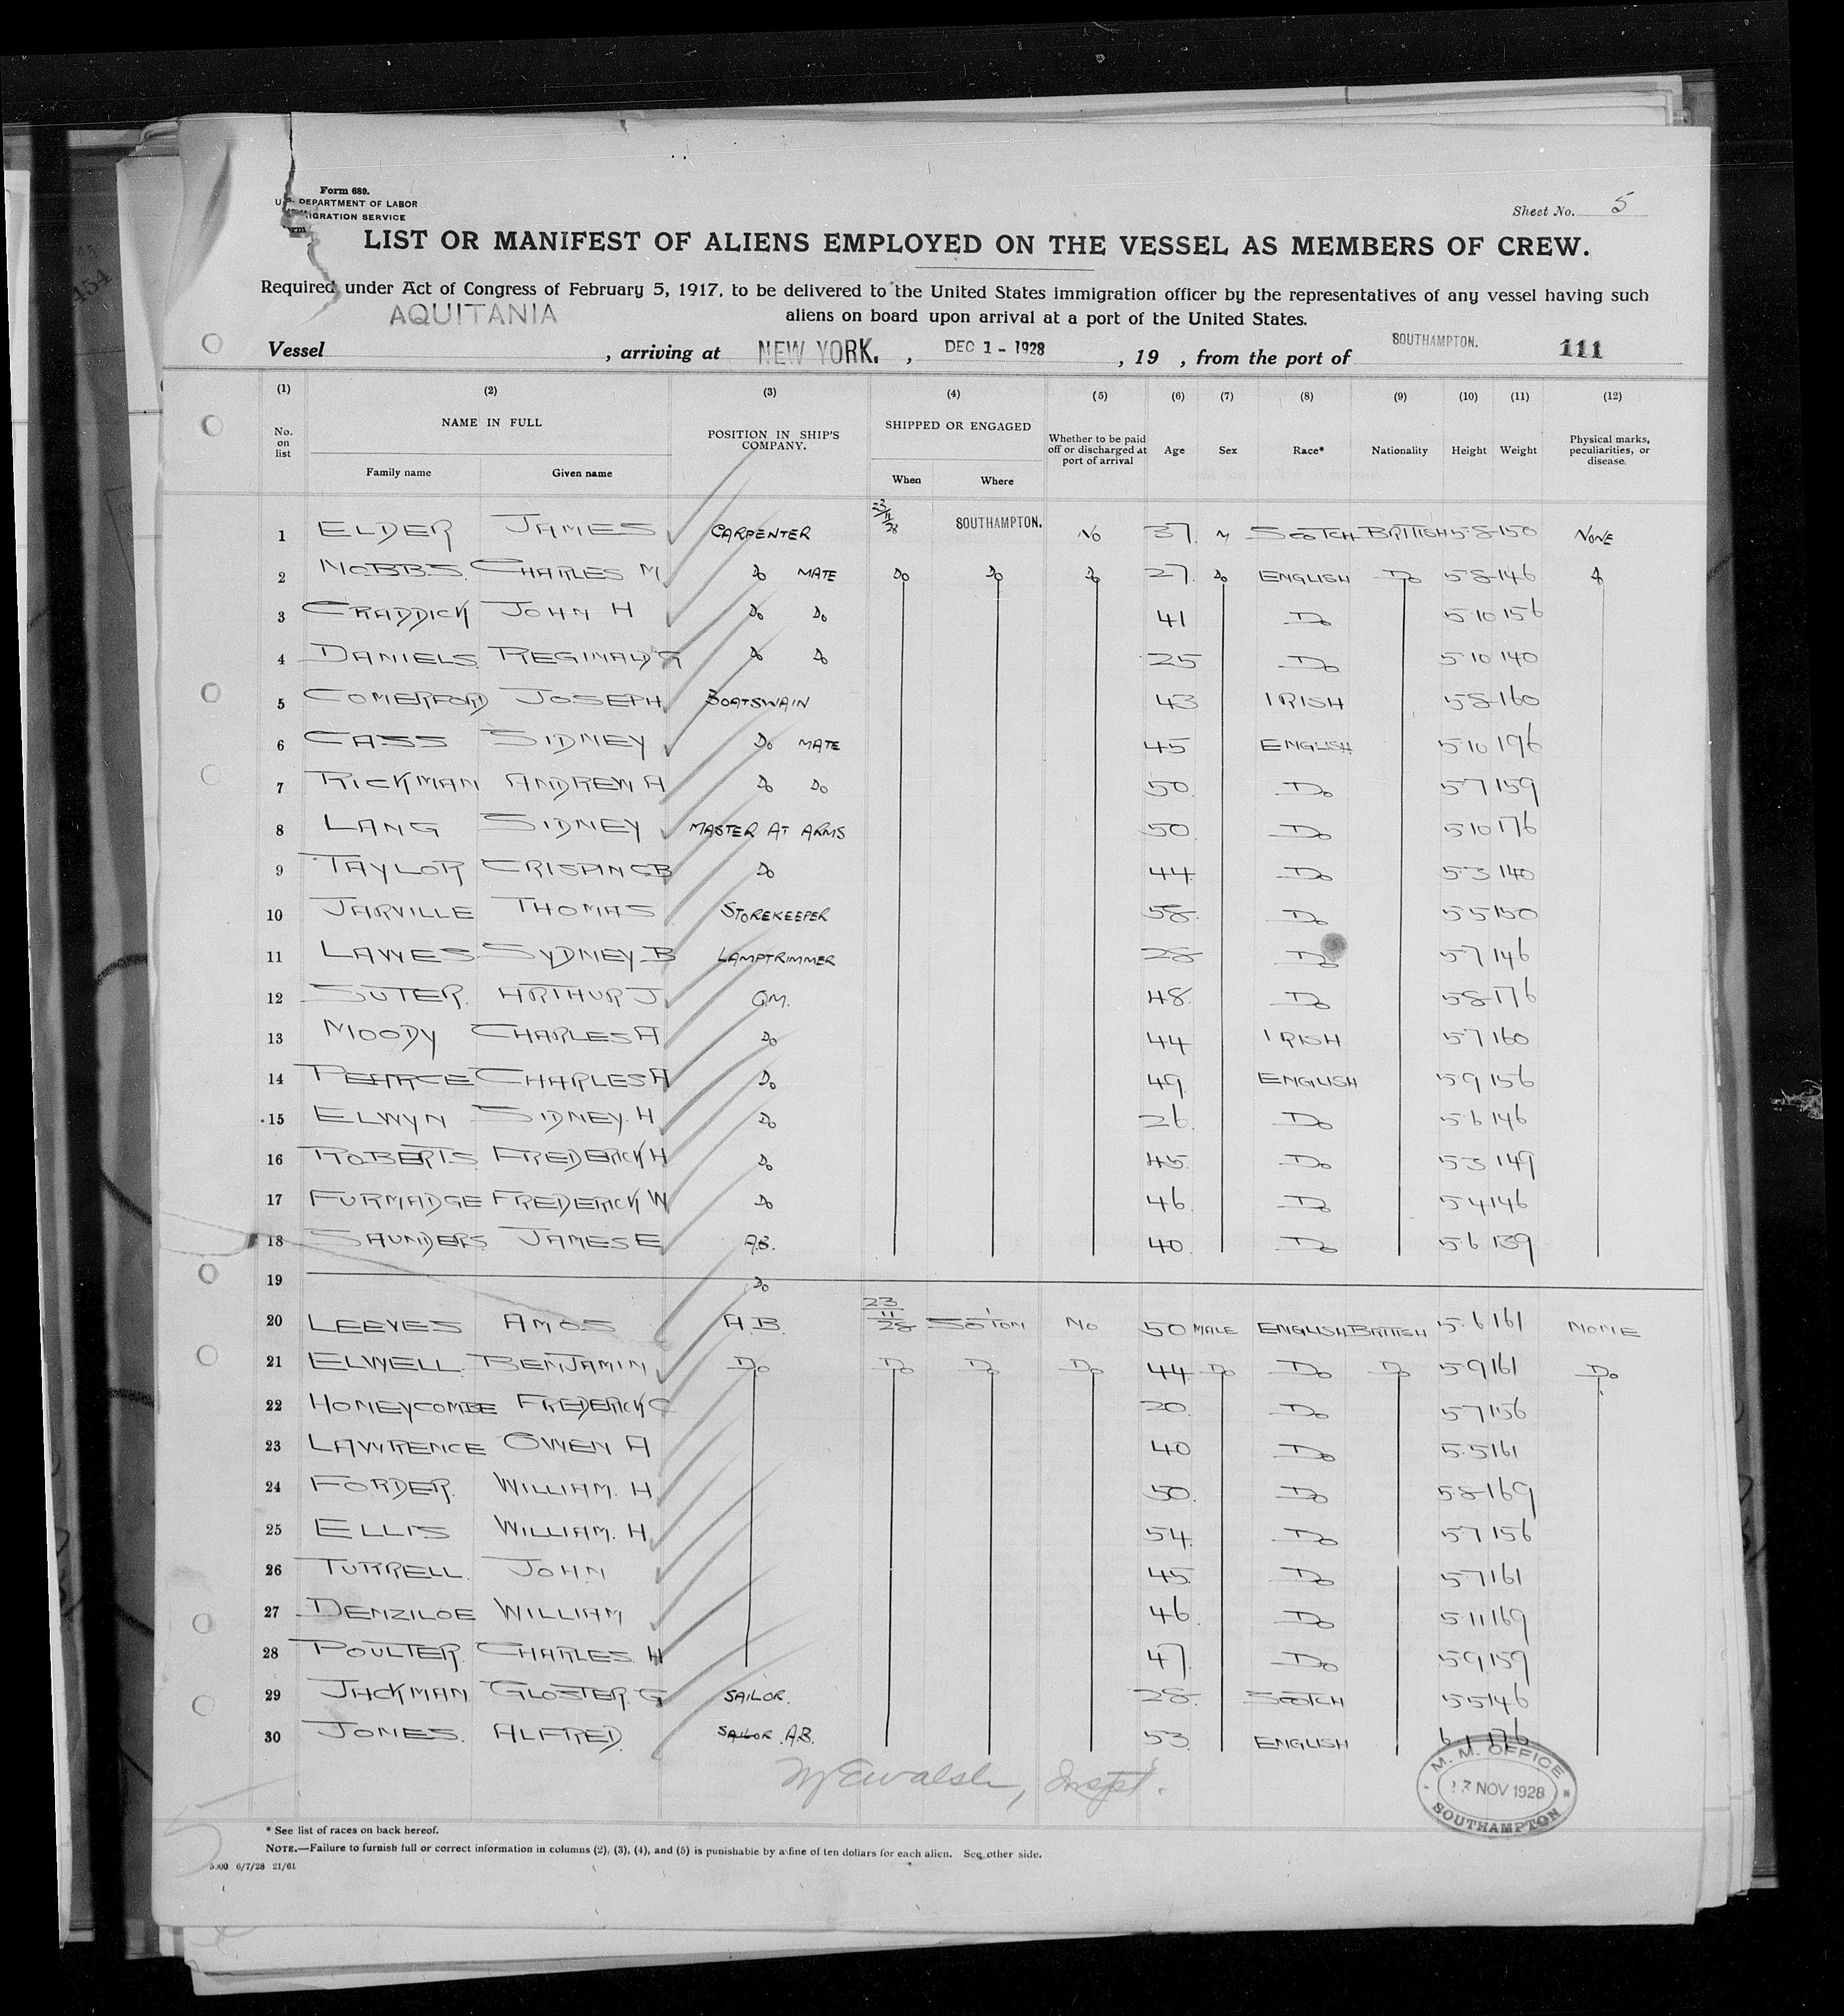 Form 680.
U.S. DEPARTMENT OF LABOR
IMMIGRATION SERVICE
Sheet No. 5
LIST OR MANIFEST OF ALIENS EMPLOYED ON THE VESSEL AS MEMBERS OF CREW.
Required under Act of Congress of February 5, 1917, to be delivered to the United States immigration officer by the representatives of any vessel having such
aliens on board upon arrival at a port of the United States.
Vessel AQUITANIA, arriving at NEW YORK. , DEC 1 - 1928 , 19 , from the port of SOUTHAMPTON. 111
(1) (2) (3) (4) (5) (6) (7) (8) (9) (10) (11) (12)
No. on list NAME IN FULL Family name Given name POSITION IN SHIP'S COMPANY. SHIPPED OR ENGAGED When Where Whether to be paid off or discharged at port of arrival Age Sex Race* Nationality Height Weight Physical marks, peculiarities, or disease.
1 ELDER JAMES CARPENTER 23/11/28 SOUTHAMPTON. NO 37 M SCOTCH BRITISH 5 8 150 NONE
2 NOBBS CHARLES M DO MATE DO DO DO 27 DO ENGLISH DO 5 8 146 DO
3 CRADDICK JOHN H DO DO 41 DO 5 10 156
4 DANIELS REGINALD G DO DO 25 DO 5 10 140
5 COMERFORD JOSEPH BOATSWAIN 43 IRISH 5 8 160
6 CASS SIDNEY DO MATE 45 ENGLISH 5 10 196
7 RICKMAN ANDREW A DO DO 50 DO 5 7 159
8 LANG SIDNEY MASTER AT ARMS 50 DO 5 10 176
9 TAYLOR CRISPIN C B DO 44 DO 5 3 140
10 JARVILLE THOMAS STOREKEEPER 58 DO 5 5 150
11 LAWES SYDNEY B LAMPTRIMMER 28 DO 5 7 146
12 SUTER ARTHUR J Q.M. 48 DO 5 8 176
13 MOODY CHARLES A DO 44 IRISH 5 7 160
14 PEARCE CHARLES A DO 49 ENGLISH 5 9 156
15 ELWYN SIDNEY H DO 26 DO 5 6 146
16 ROBERTS FREDERICK H DO 45 DO 5 3 149
17 FURMADGE FREDERICK W DO 46 DO 5 4 146
18 SAUNDERS JAMES E A.B. 40 DO 5 6 139
19 DO
20 LEEVES AMOS A.B. 23/11/28 SO'TON NO 50 MALE ENGLISH BRITISH 5.6 161 NONE
21 ELWELL BENJAMIN DO DO DO DO 44 DO DO DO 5 9 161 DO
22 HONEYCOMBE FREDERICK C 20 DO 5 7 156
23 LAWRENCE OWEN A 40 DO 5.5 161
24 FORDER WILLIAM. H 50 DO 5 8 169
25 ELLIS WILLIAM. H 54 DO 5 7 156
26 TURRELL JOHN 45 DO 5 7 161
27 DENZILOE WILLIAM 46 DO 5 11 169
28 POULTER CHARLES H 47 DO 5 9 159
29 JACKMAN GLOSTER. G SAILOR. 28 SCOTCH 5 5 146
30 JONES. ALFRED SAILOR A.B. 53 ENGLISH 6 1 176
Walsh, Inspt.
M. M. OFFICE
23 NOV 1928
SOUTHAMPTON
* See list of races on back hereof.
NOTE.—Failure to furnish full or correct information in columns (2), (3), (4), and (5) is punishable by a fine of ten dollars for each alien. See other side.
5000 6/7/28 21/61